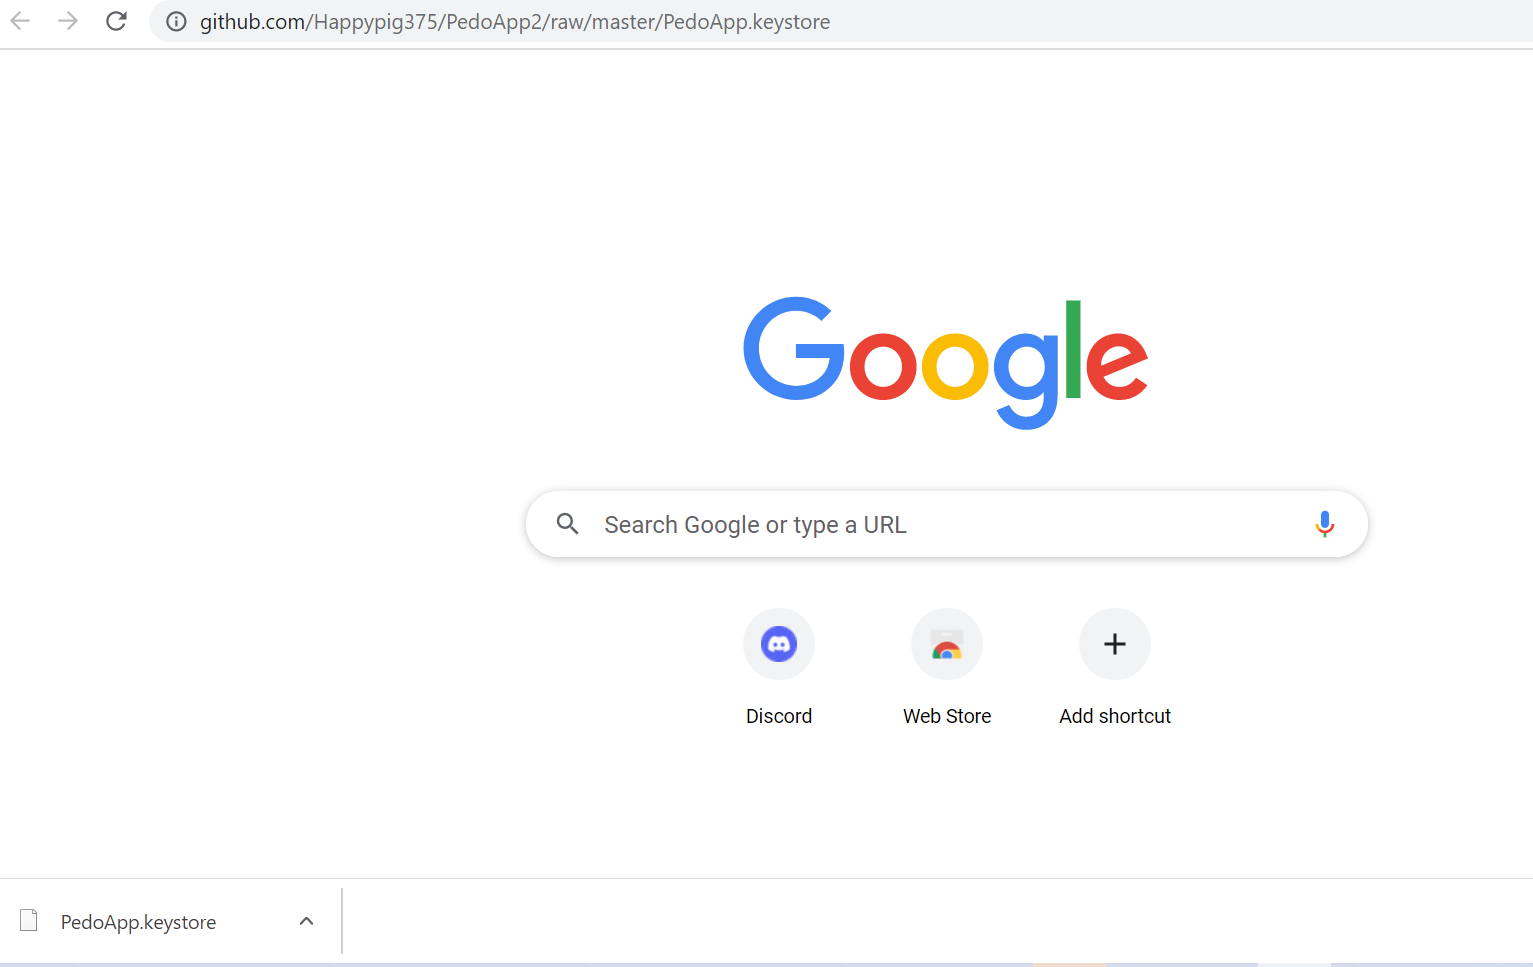 github.com/Happypig375/PedoApp2/raw/master/PedoApp.keystore
Google
Search Google or type a URL
Discord
Web Store
Add shortcut
PedoApp.keystore